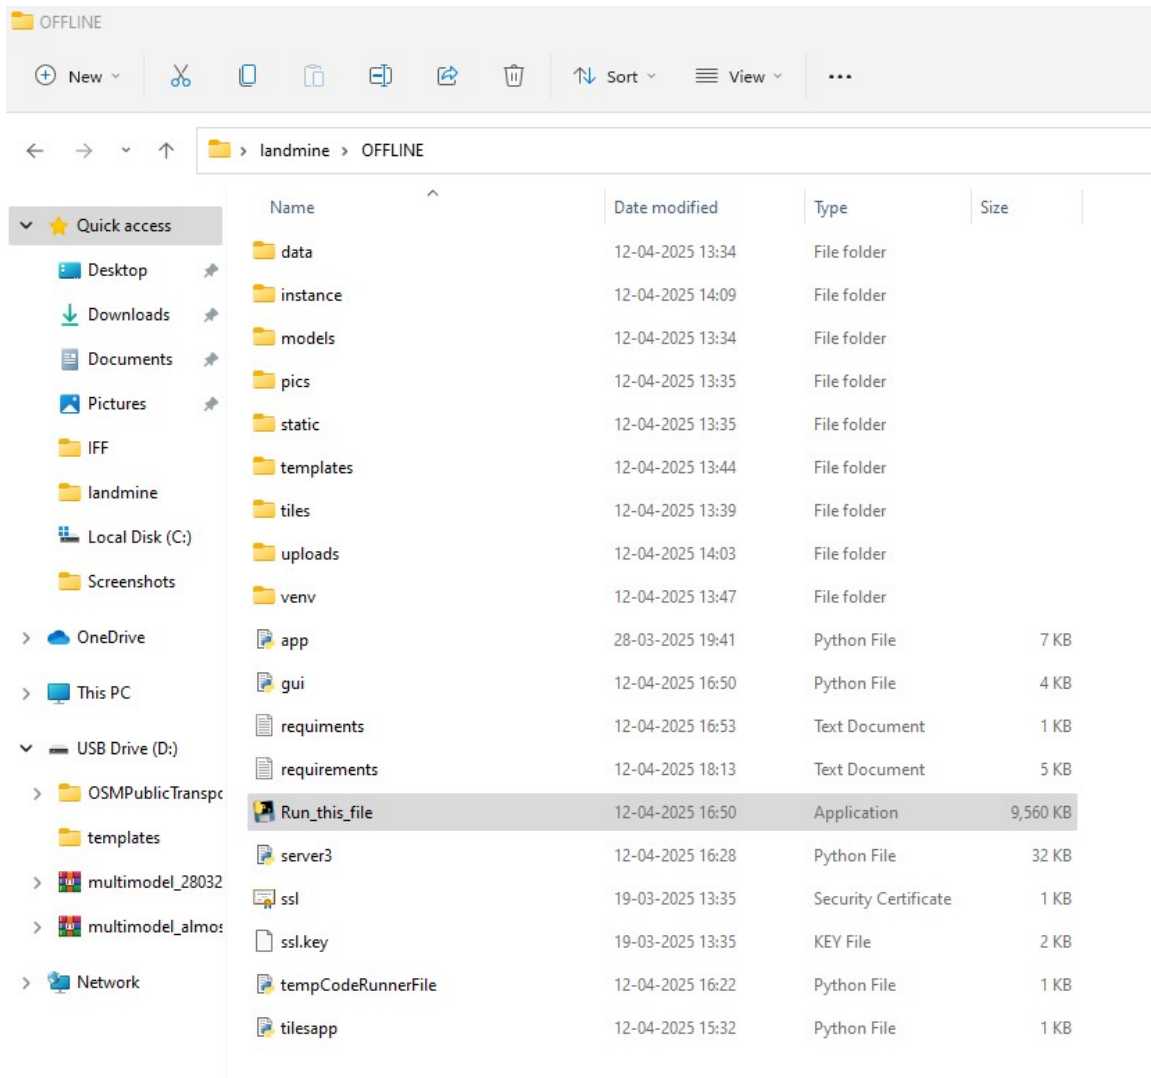 OFFLINE
New
Sort
View
landmine > OFFLINE
Name Date modified Type Size
Quick access
Desktop
Downloads
Documents
Pictures
IFF
landmine
Local Disk (C:)
Screenshots
OneDrive
This PC
USB Drive (D:)
OSMPublicTranspo
templates
multimodel_28032
multimodel_almos
Network
data 12-04-2025 13:34 File folder
instance 12-04-2025 14:09 File folder
models 12-04-2025 13:34 File folder
pics 12-04-2025 13:35 File folder
static 12-04-2025 13:35 File folder
templates 12-04-2025 13:44 File folder
tiles 12-04-2025 13:39 File folder
uploads 12-04-2025 14:03 File folder
venv 12-04-2025 13:47 File folder
app 28-03-2025 19:41 Python File 7 KB
gui 12-04-2025 16:50 Python File 4 KB
requiments 12-04-2025 16:53 Text Document 1 KB
requirements 12-04-2025 18:13 Text Document 5 KB
Run_this_file 12-04-2025 16:50 Application 9,560 KB
server3 12-04-2025 16:28 Python File 32 KB
ssl 19-03-2025 13:35 Security Certificate 1 KB
ssl.key 19-03-2025 13:35 KEY File 2 KB
tempCodeRunnerFile 12-04-2025 16:22 Python File 1 KB
tilesapp 12-04-2025 15:32 Python File 1 KB